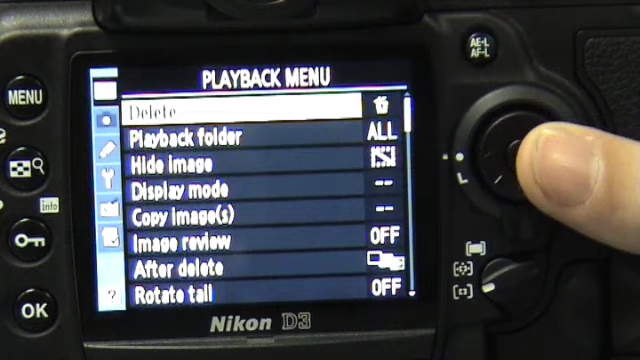 AE-L
AF-L
PLAYBACK MENU
MENU
Delete
Playback folder ALL
Hide image
Display mode --
info
Copy image(s) --
Image review OFF
After delete
OK
?
Rotate tall OFF
Nikon D3